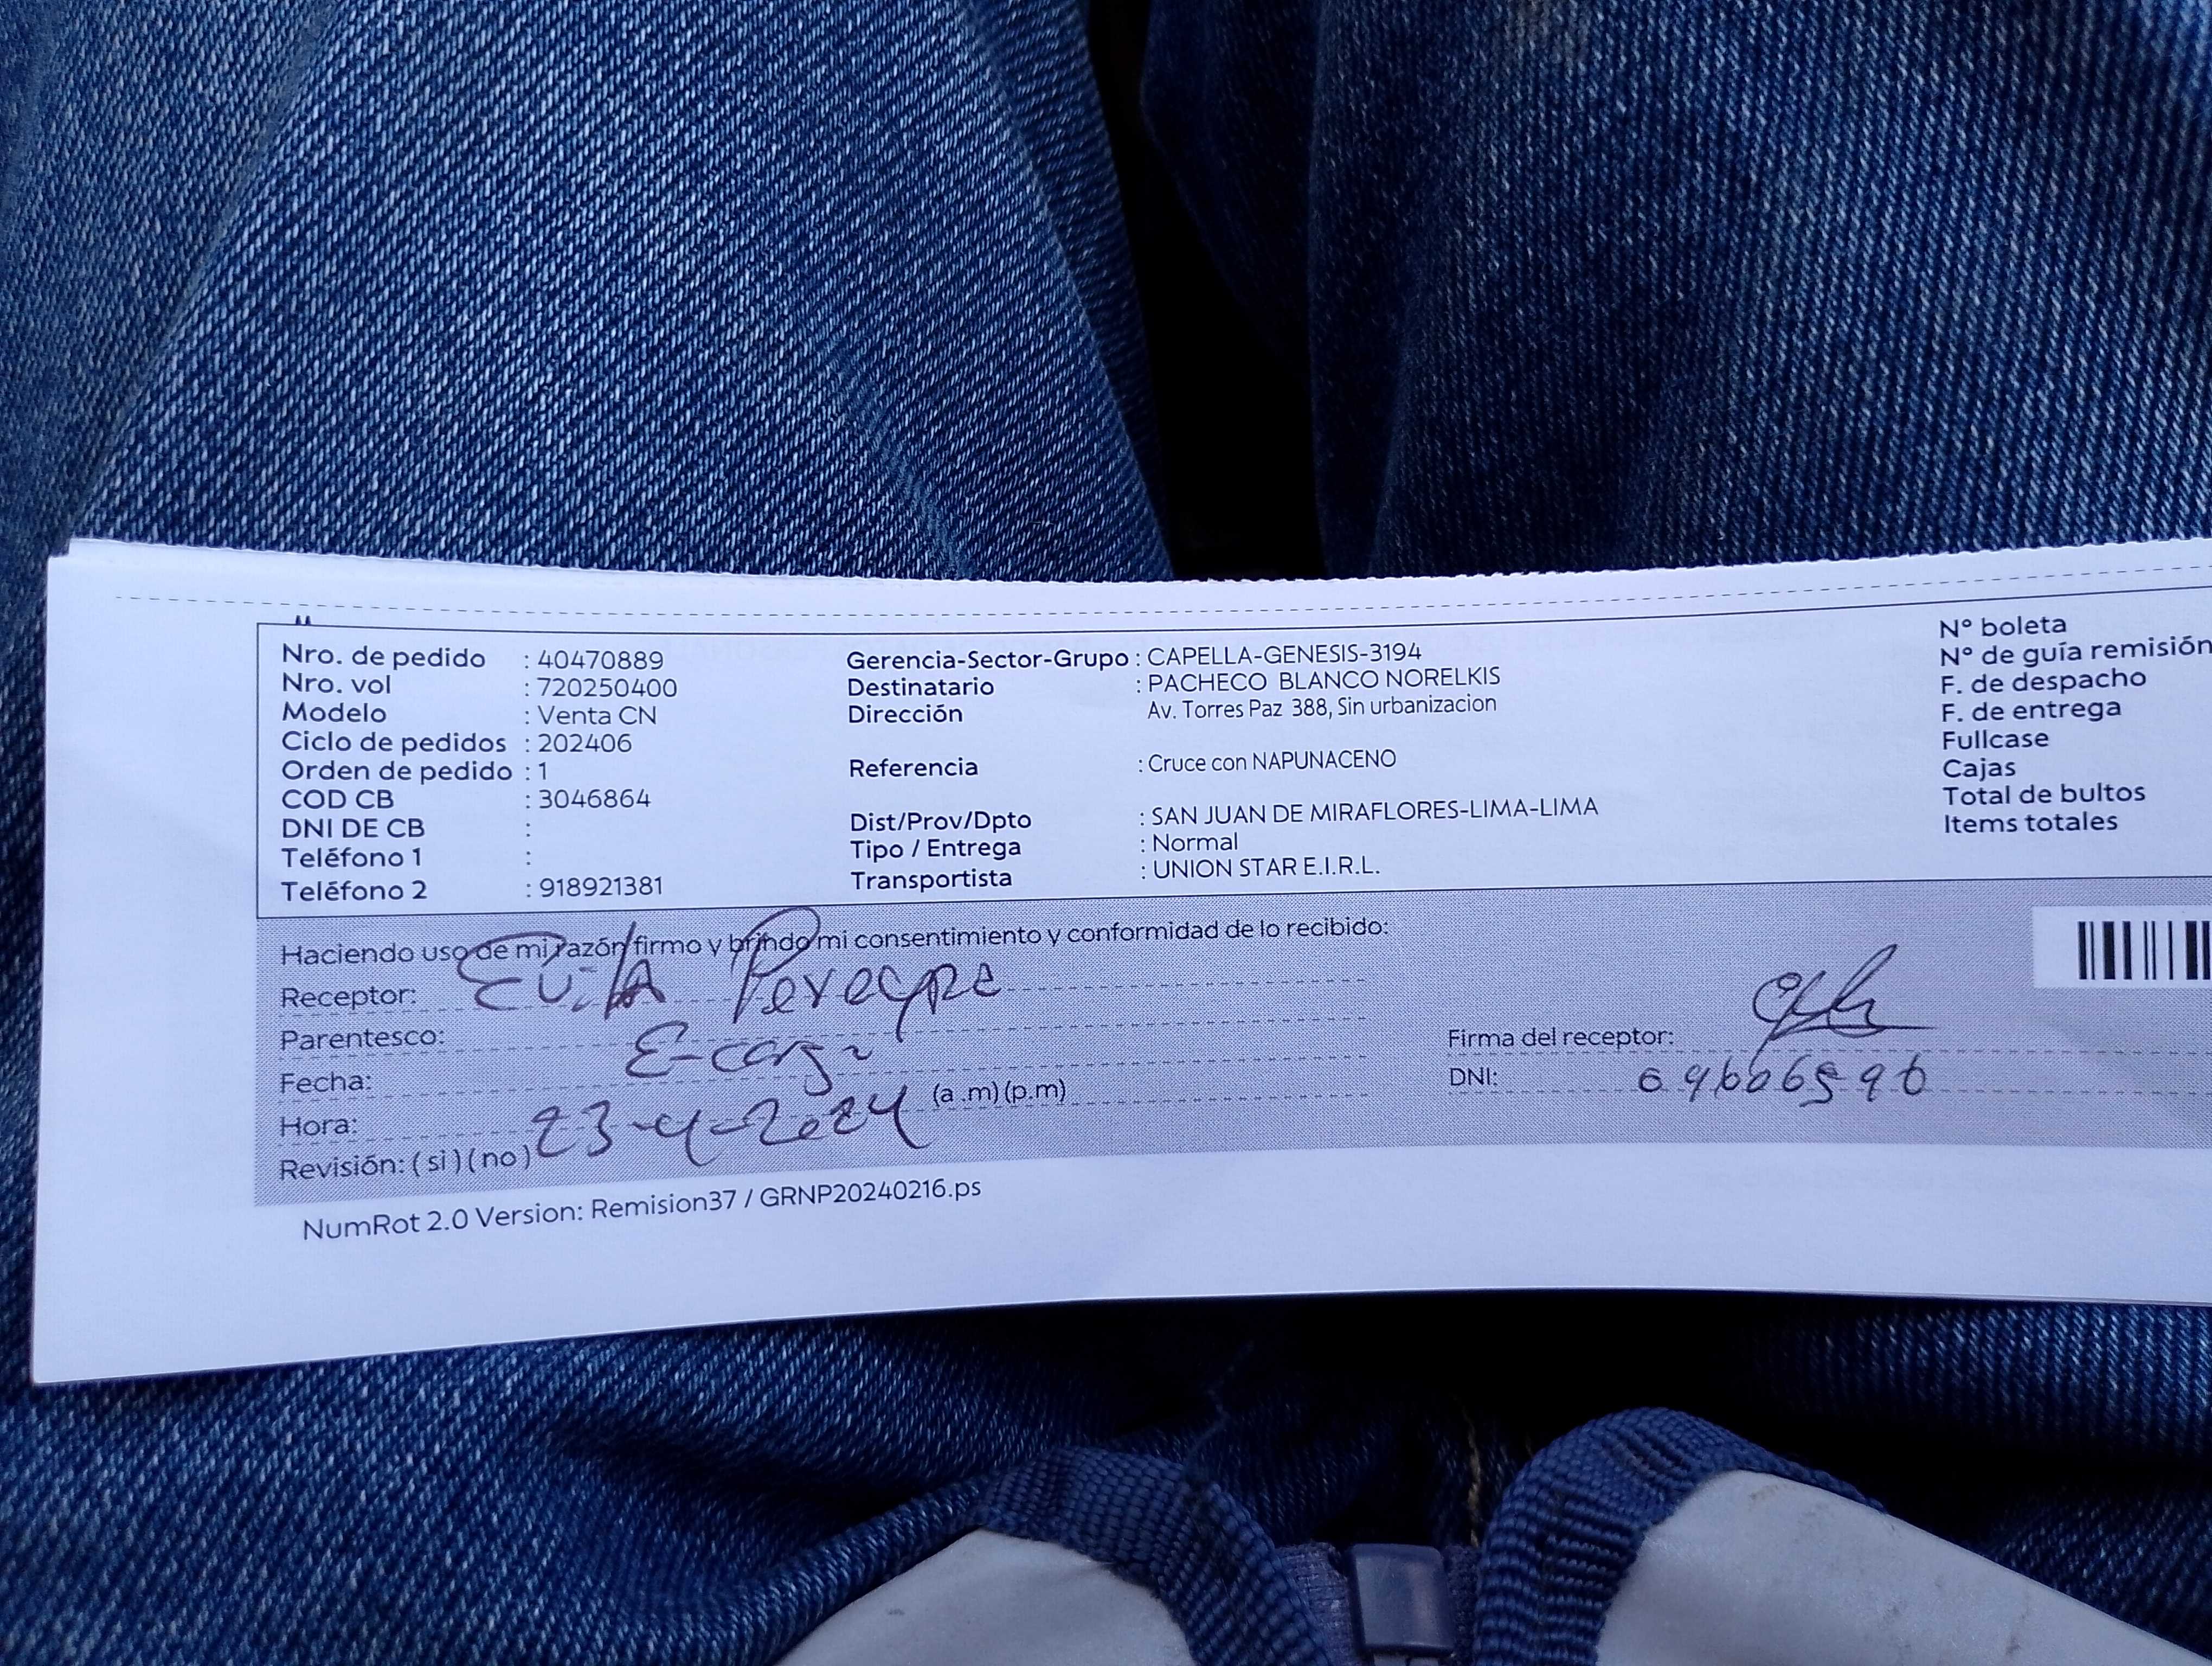 Nro. de pedido : 40470889
Nro. vol : 720250400
Modelo : Venta CN
Ciclo de pedidos : 202406
Orden de pedido : 1
COD CB : 3046864
DNI DE CB :
Teléfono 1 :
Teléfono 2 : 918921381
Gerencia-Sector-Grupo : CAPELLA-GENESIS-3194
Destinatario : PACHECO BLANCO NORELKIS
Dirección Av. Torres Paz 388, Sin urbanizacion
Referencia : Cruce con NAPUNACENO
Dist/Prov/Dpto : SAN JUAN DE MIRAFLORES-LIMA-LIMA
Tipo / Entrega : Normal
Transportista : UNION STAR E.I.R.L.
N° boleta
N° de guía remisión
F. de despacho
F. de entrega
Fullcase
Cajas
Total de bultos
Items totales
Haciendo uso de mi razón firmo y brindo mi consentimiento y conformidad de lo recibido:
Receptor:
Parentesco:
Fecha:
Hora: 23-4-2024 (a .m) (p.m)
Revisión: ( sì ) ( no )
Firma del receptor:
DNI:
NumRot 2.0 Version: Remision37 / GRNP20240216.ps